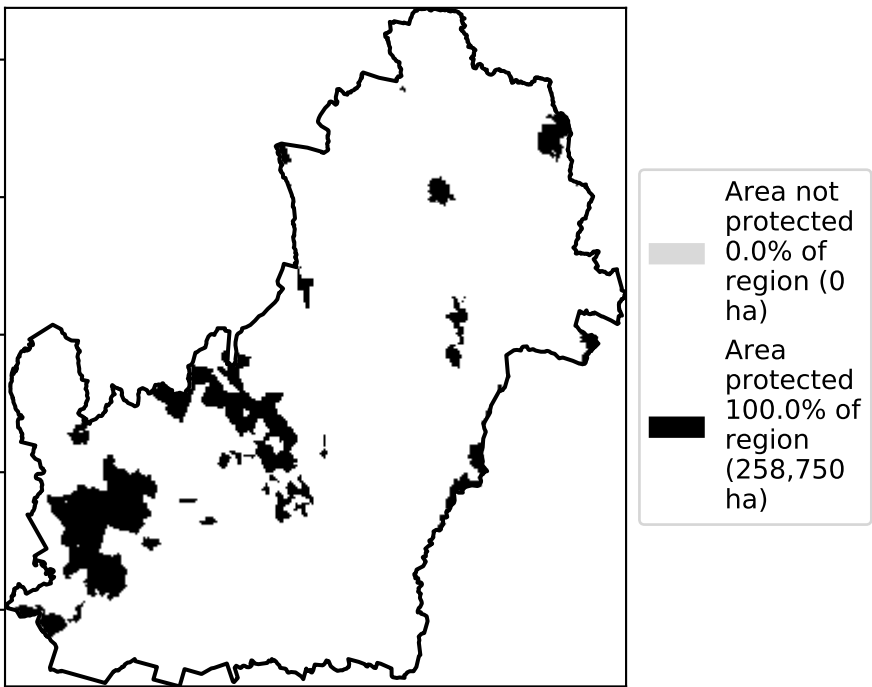 Area not
protected
0.0% of
region (0
ha)
Area
protected
100.0% of
region
(258,750
ha)